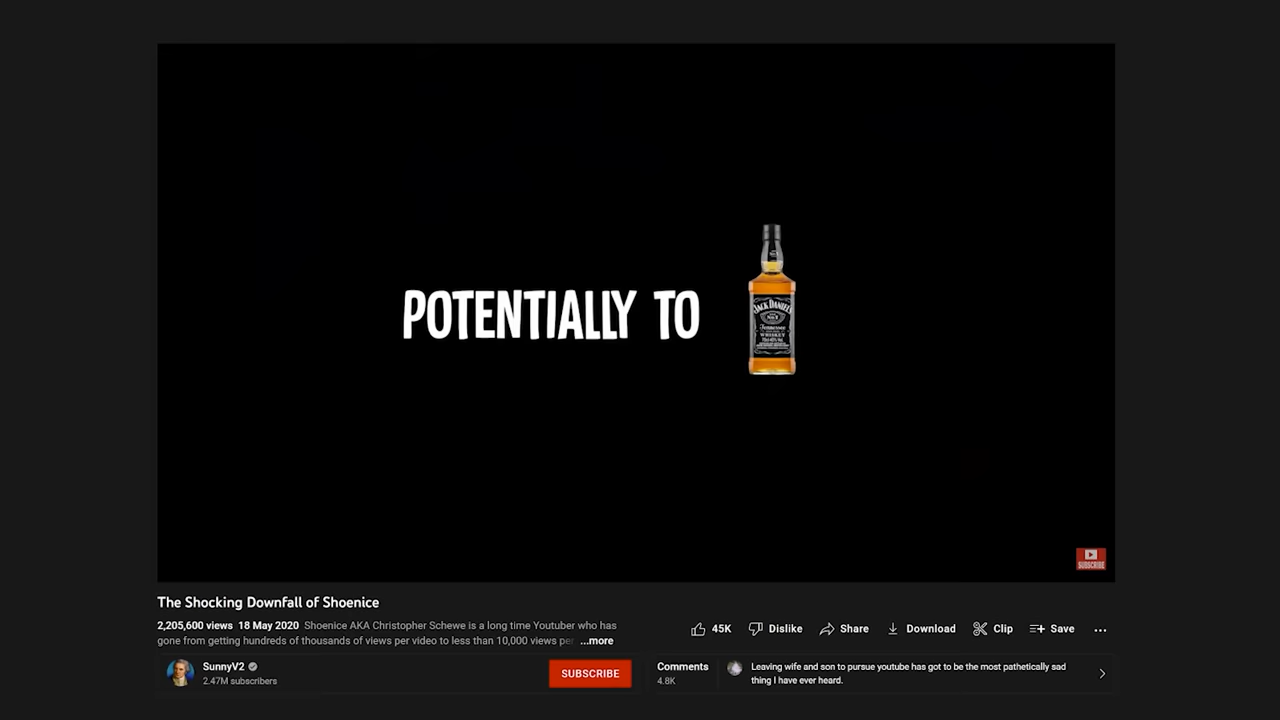 POTENTIALLY TO
JACK DANIEL'S
Tennessee
WHISKEY
SUBSCRIBE
The Shocking Downfall of Shoenice
2,205,600 views 18 May 2020 Shoenice AKA Christopher Schewe is a long time Youtuber who has
gone from getting hundreds of thousands of views per video to less than 10,000 views per ...more
45K Dislike Share Download Clip Save ...
SunnyV2
2.47M subscribers
SUBSCRIBE
Comments
4.8K
Leaving wife and son to pursue youtube has got to be the most pathetically sad
thing I have ever heard.